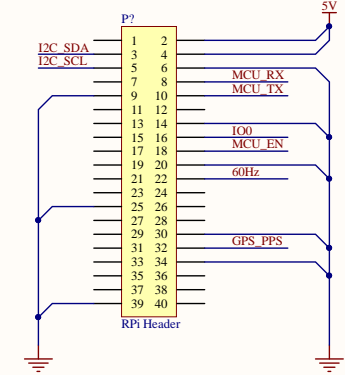 5V
P?
1 2
I2C_SDA 3 4
I2C_SCL 5 6
7 8 MCU_RX
9 10 MCU_TX
11 12
13 14
15 16 IO0
17 18 MCU_EN
19 20
21 22 60Hz
23 24
25 26
27 28
29 30
31 32 GPS_PPS
33 34
35 36
37 38
39 40
RPi Header